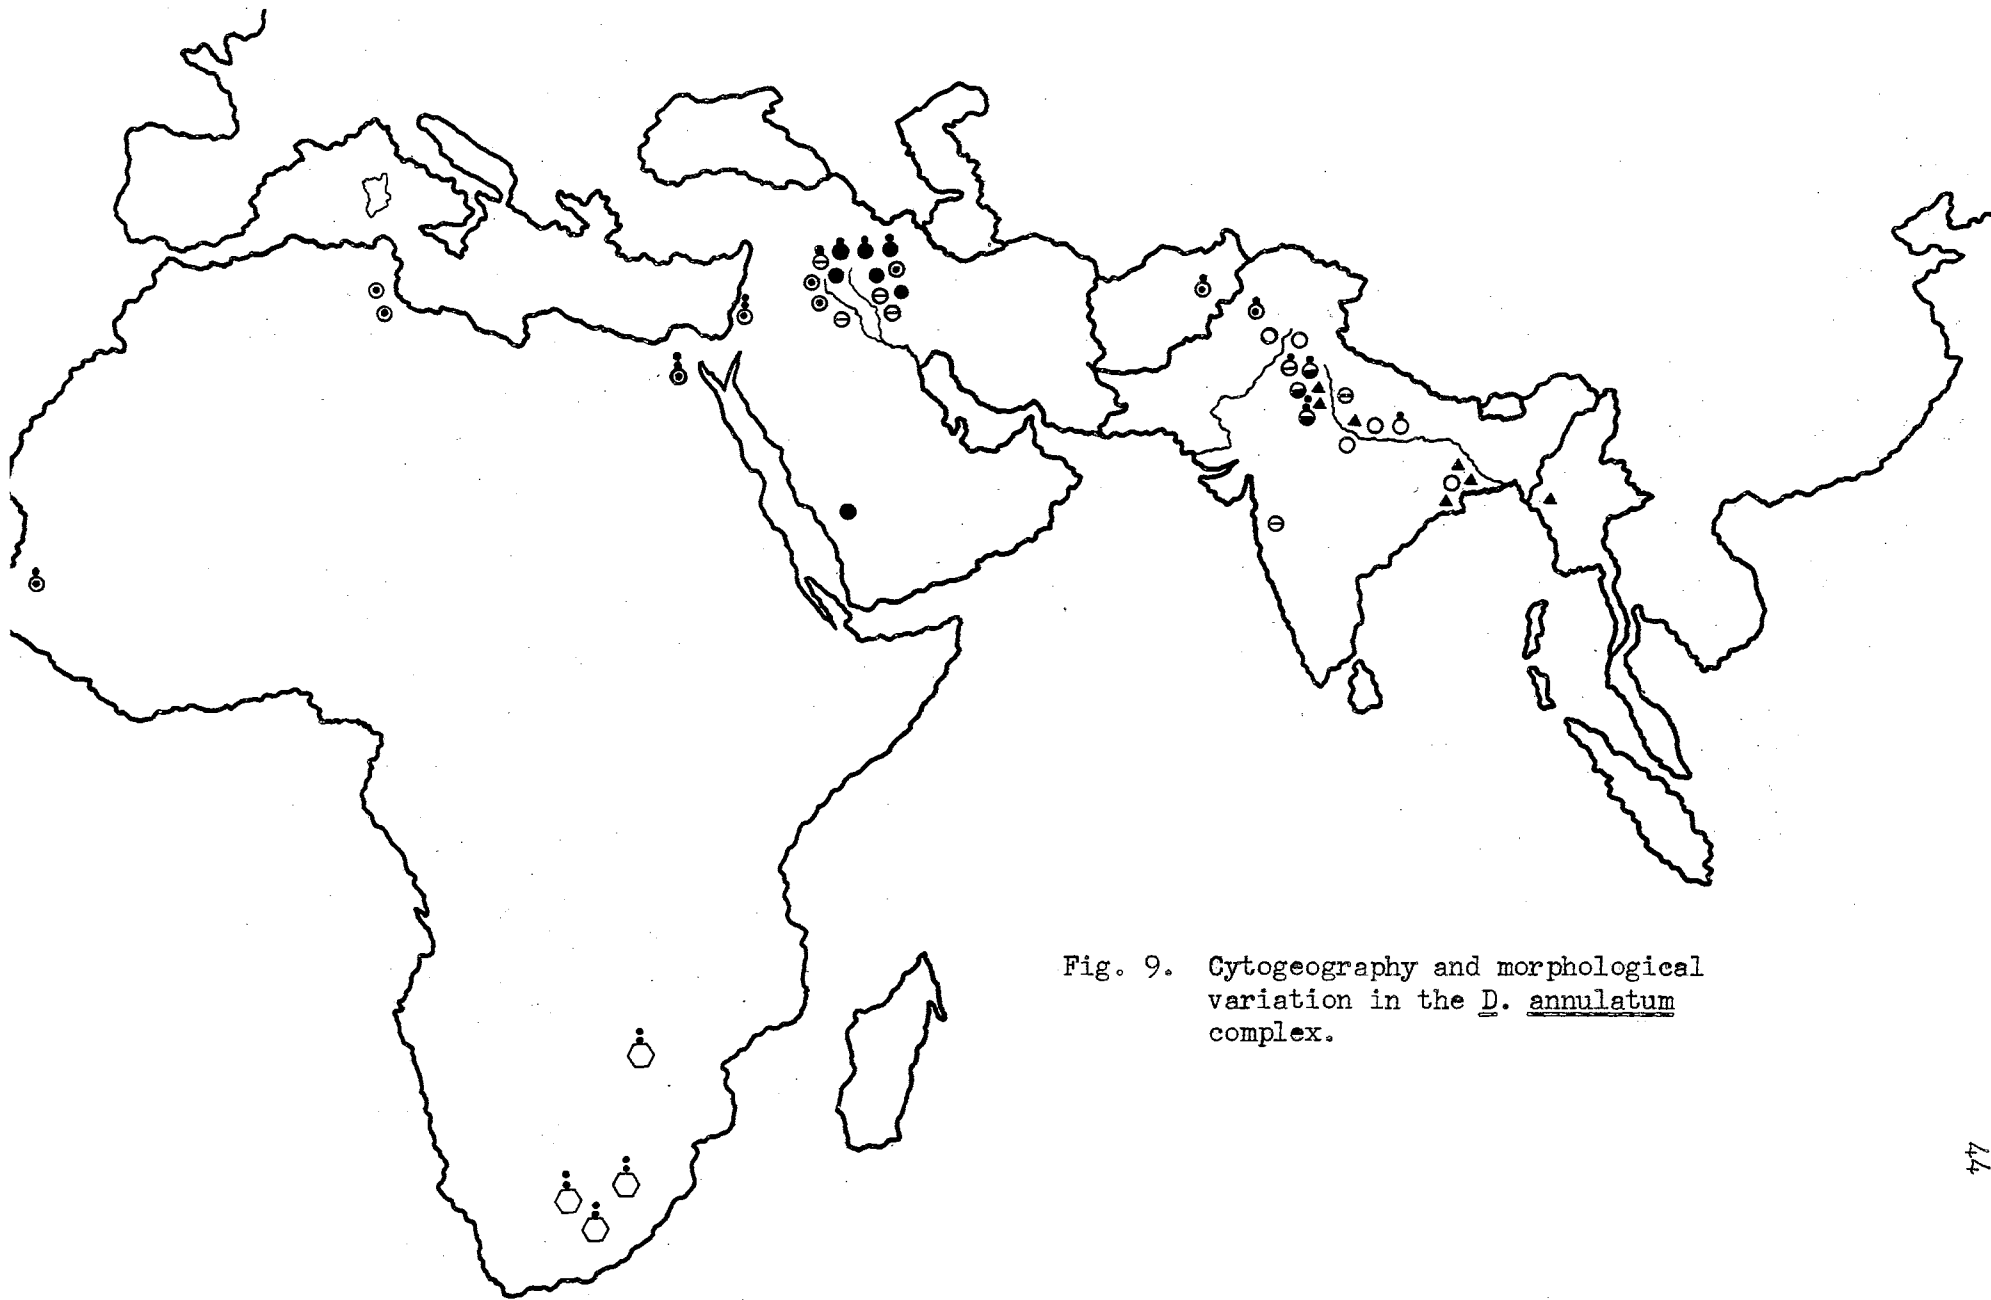 Fig. 9. Cytogeography and morphological
variation in the D. annulatum
complex.
44